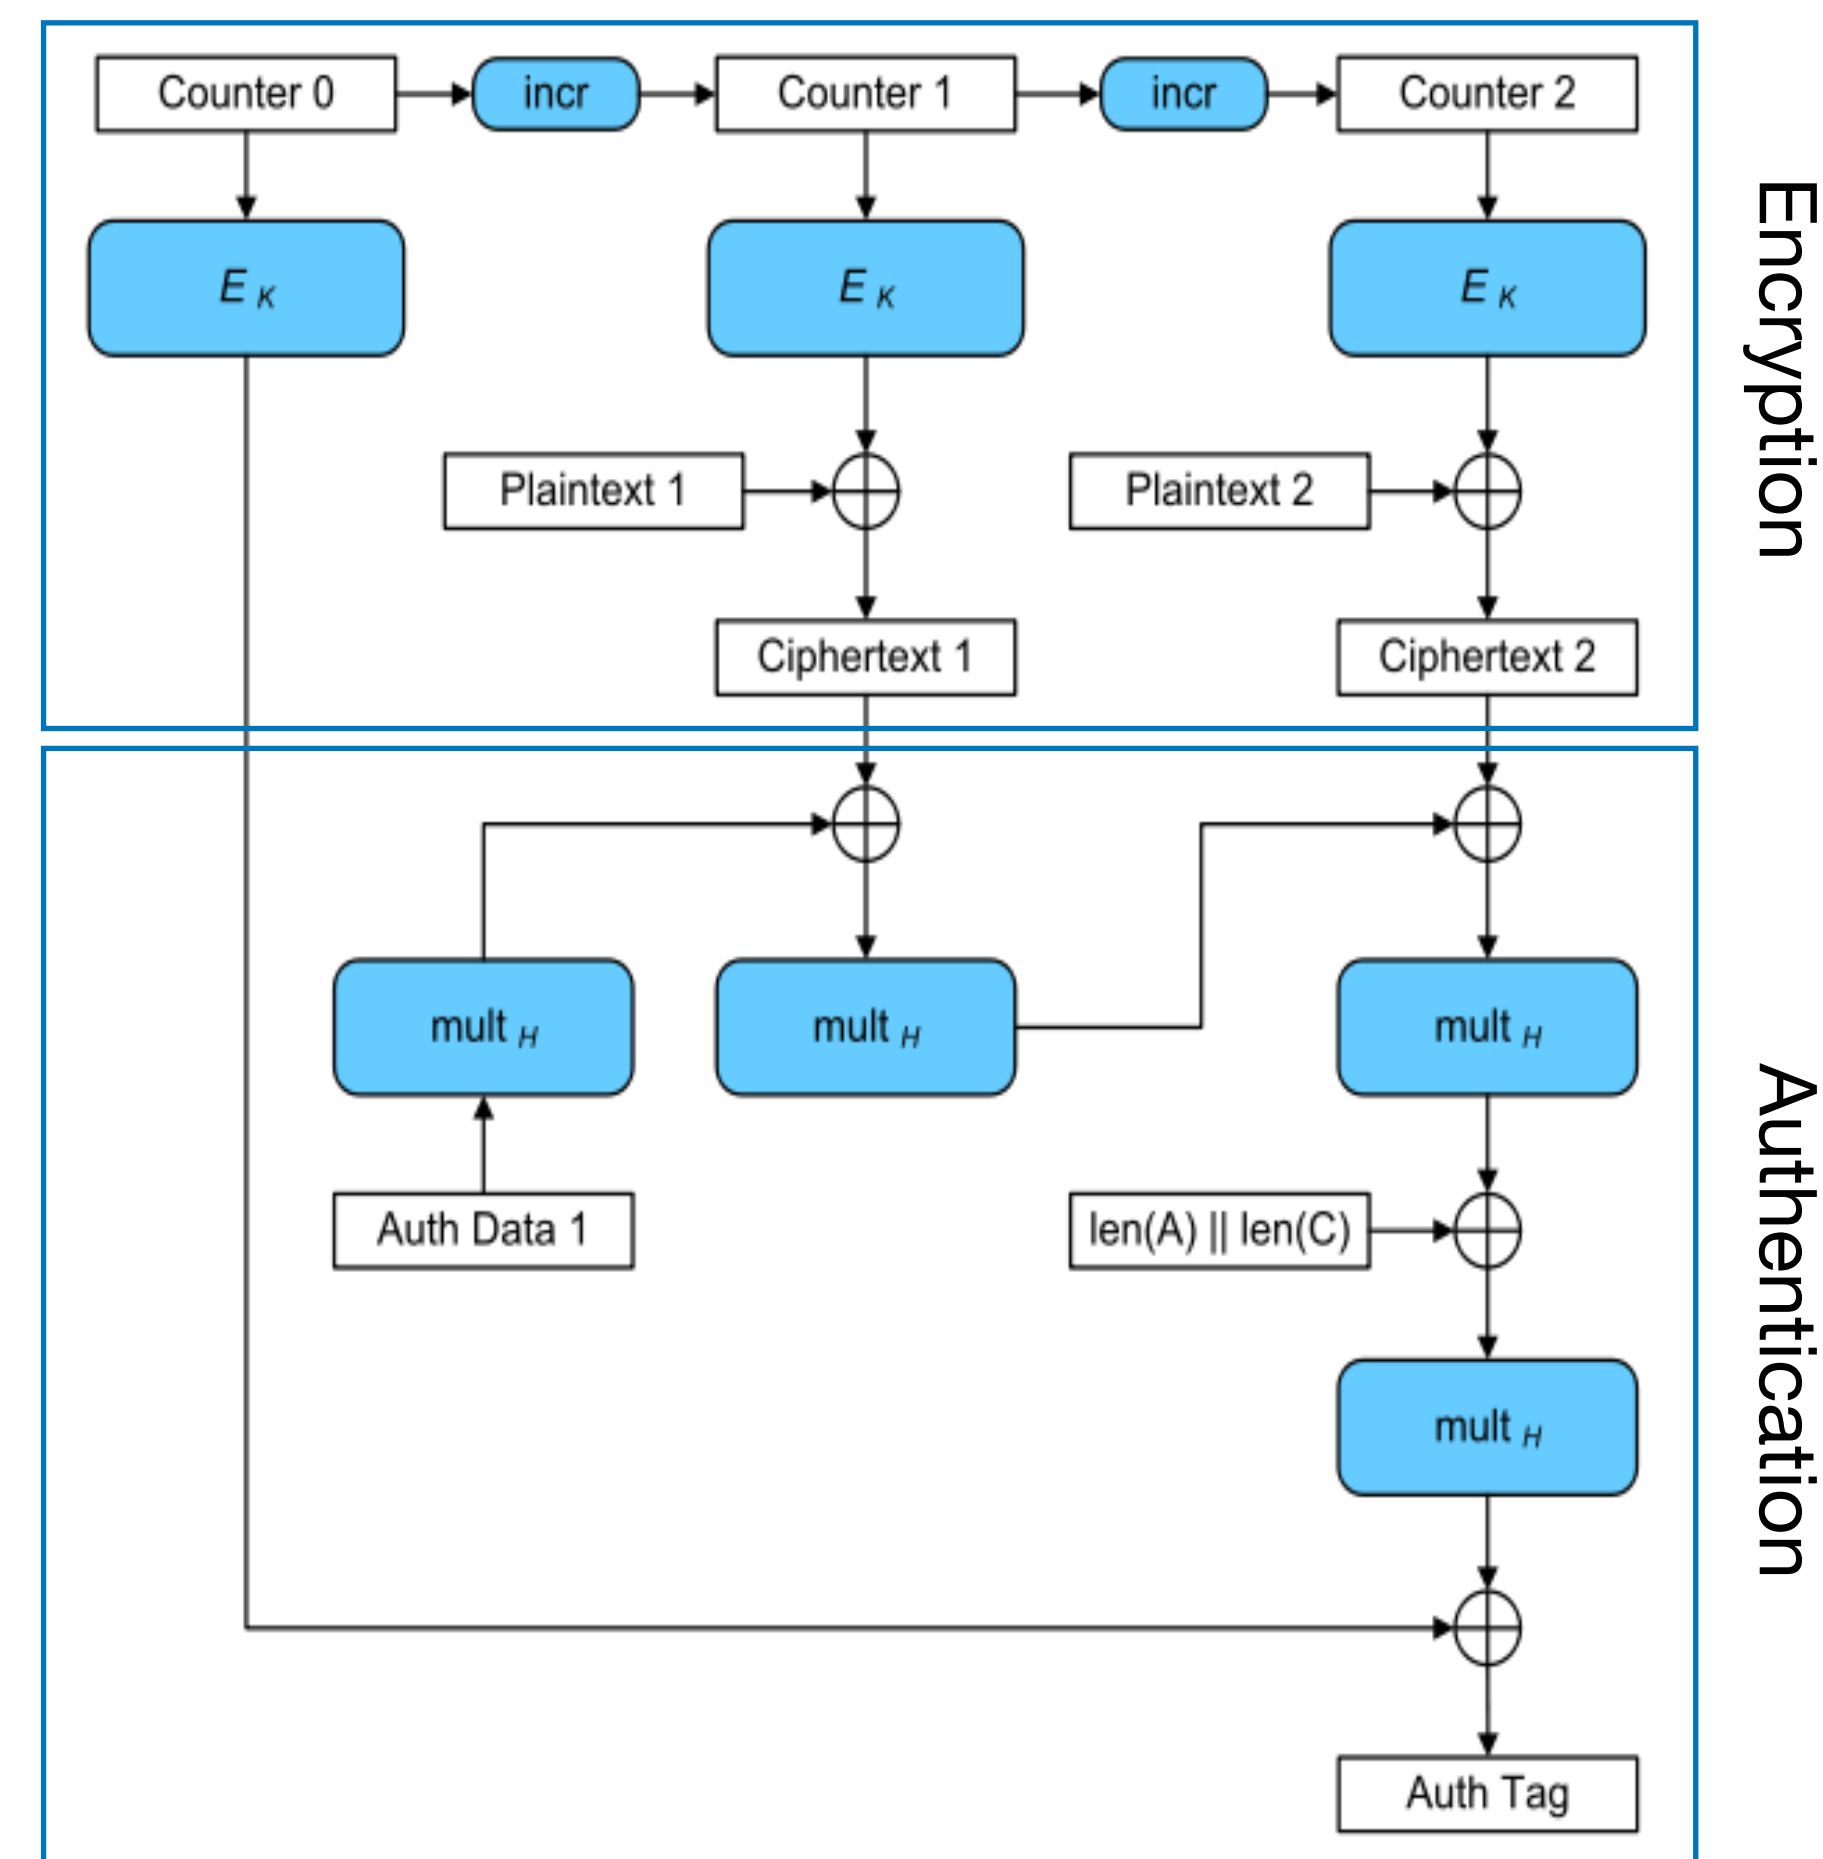 Counter 0
incr
Counter 1
incr
Counter 2
E K
E K
E K
Plaintext 1
Plaintext 2
Ciphertext 1
Ciphertext 2
Encryption
mult H
mult H
mult H
Auth Data 1
len(A) || len(C)
mult H
Auth Tag
Authentication